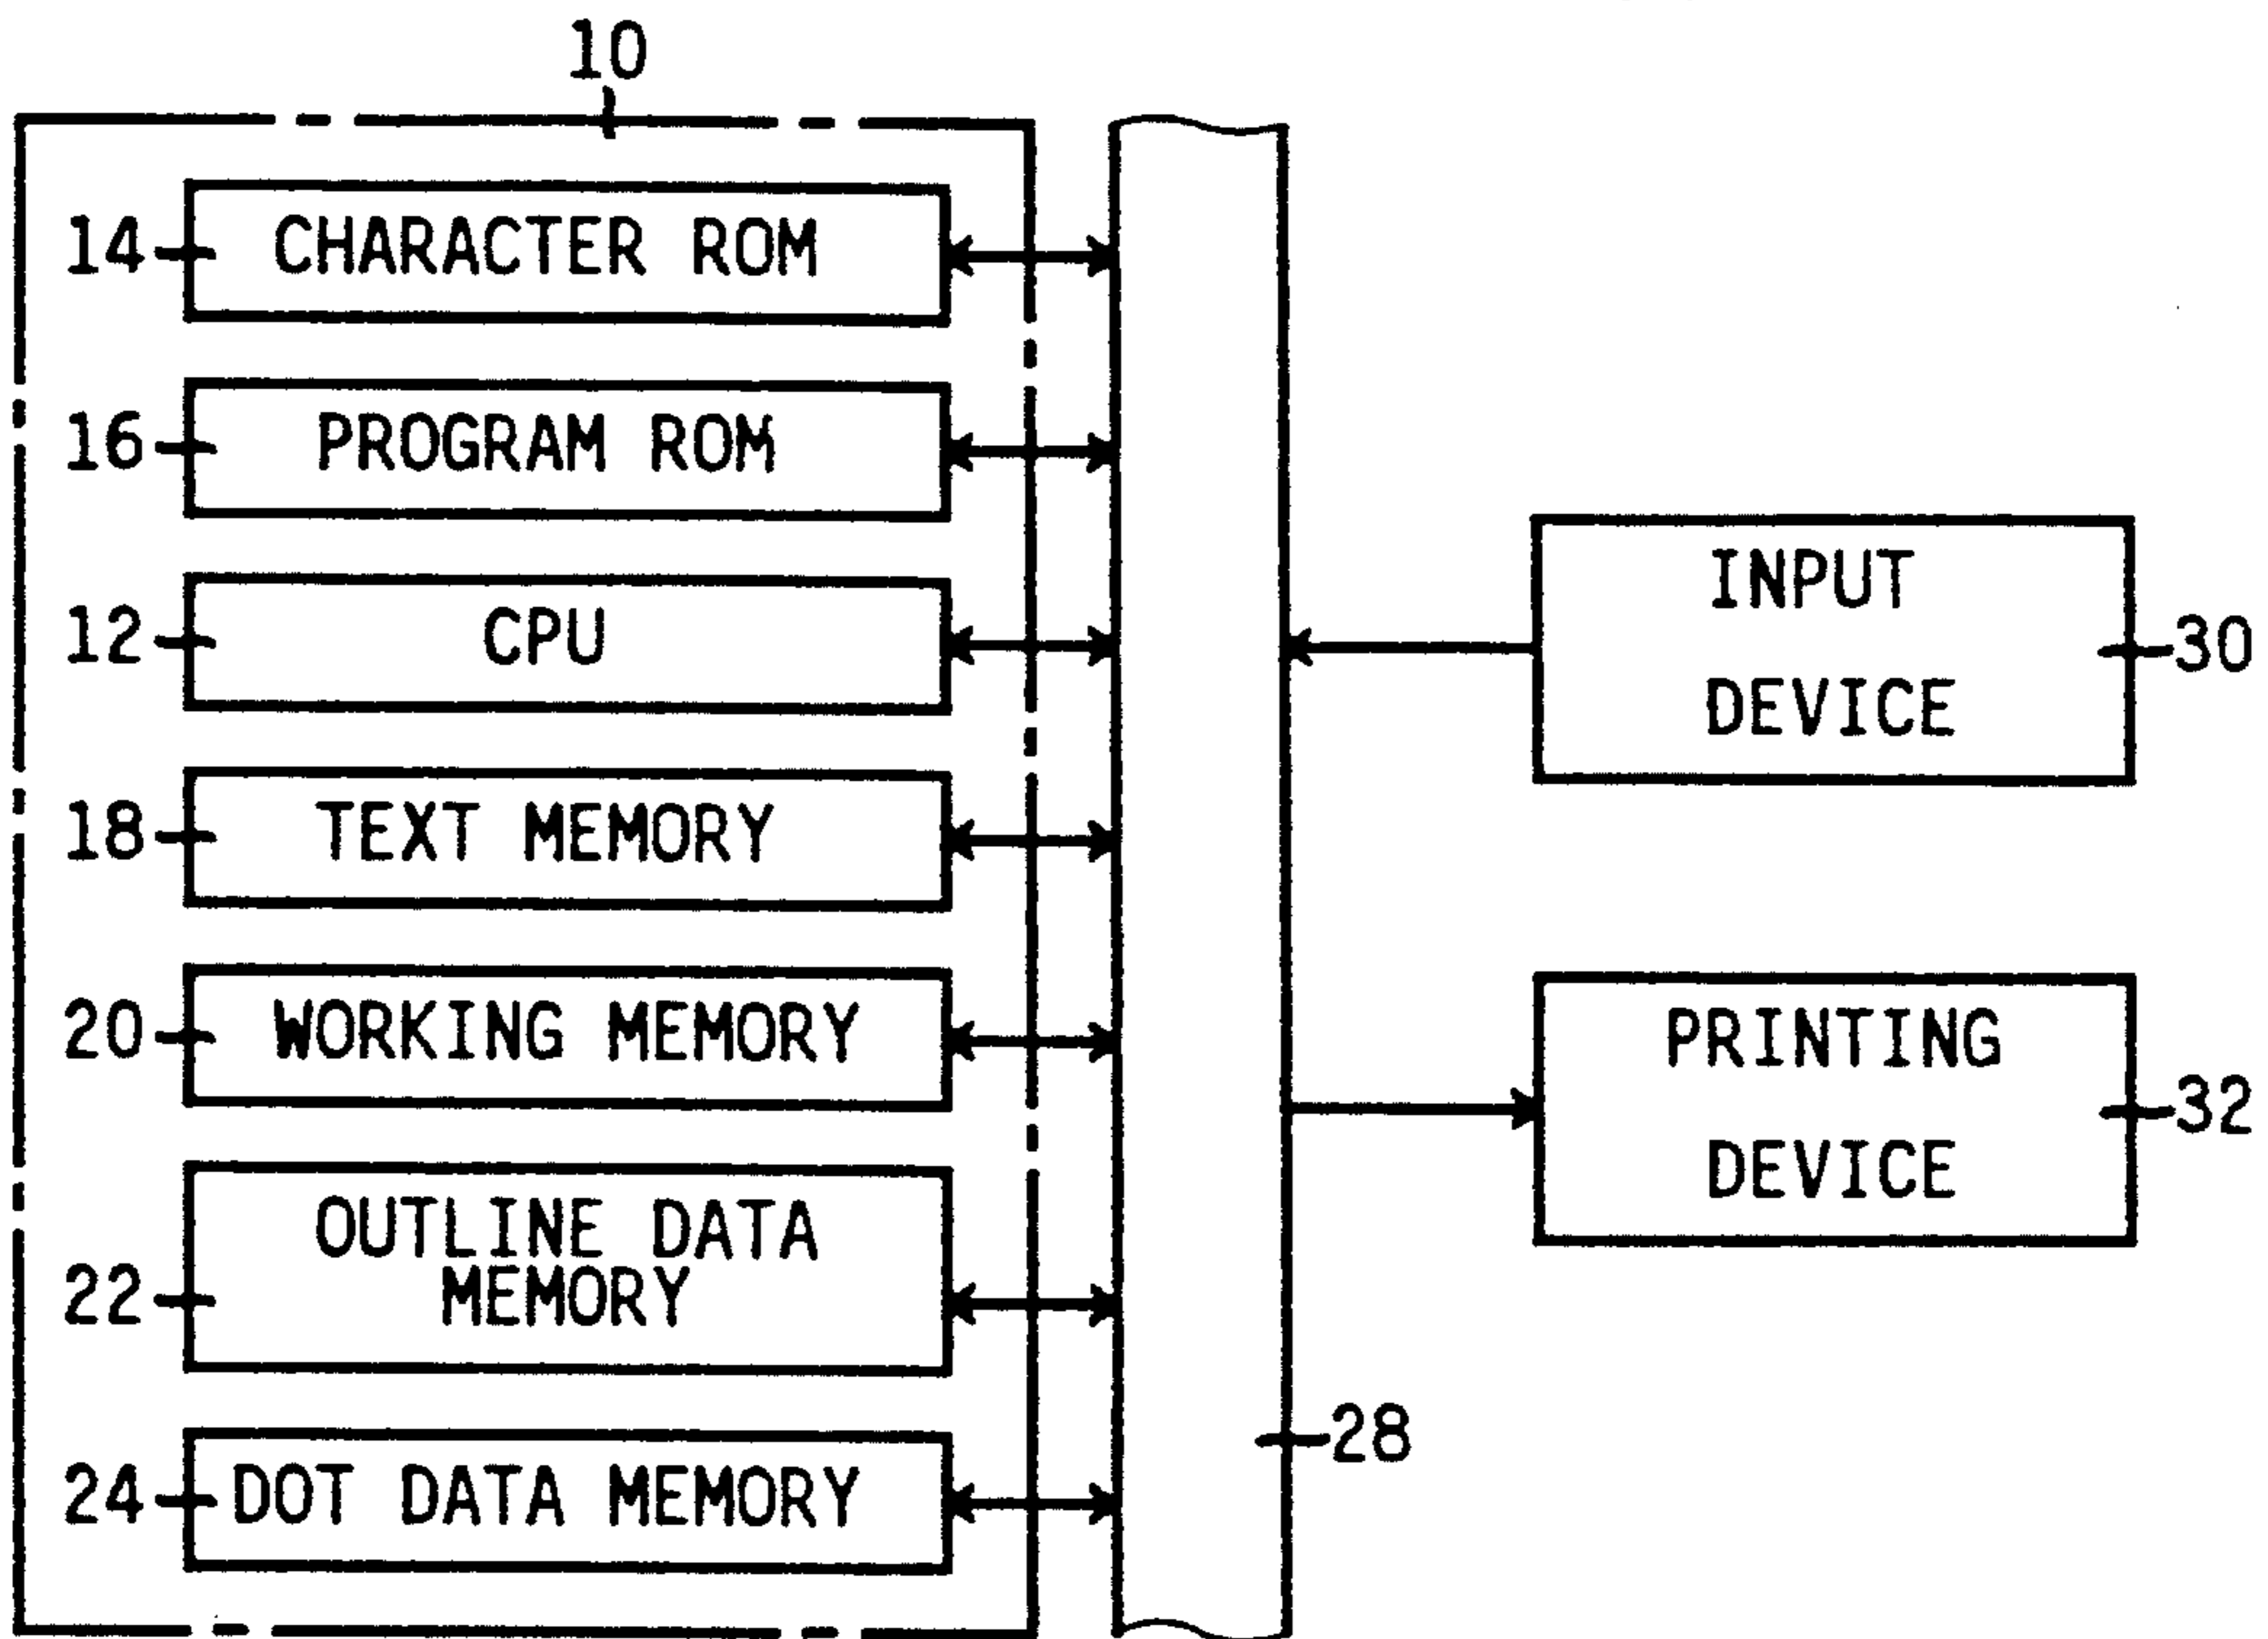 10
14 CHARACTER ROM
16 PROGRAM ROM
12 CPU
18 TEXT MEMORY
20 WORKING MEMORY
OUTLINE DATA
22 MEMORY
24 DOT DATA MEMORY
28
INPUT
DEVICE
30
PRINTING
DEVICE
32